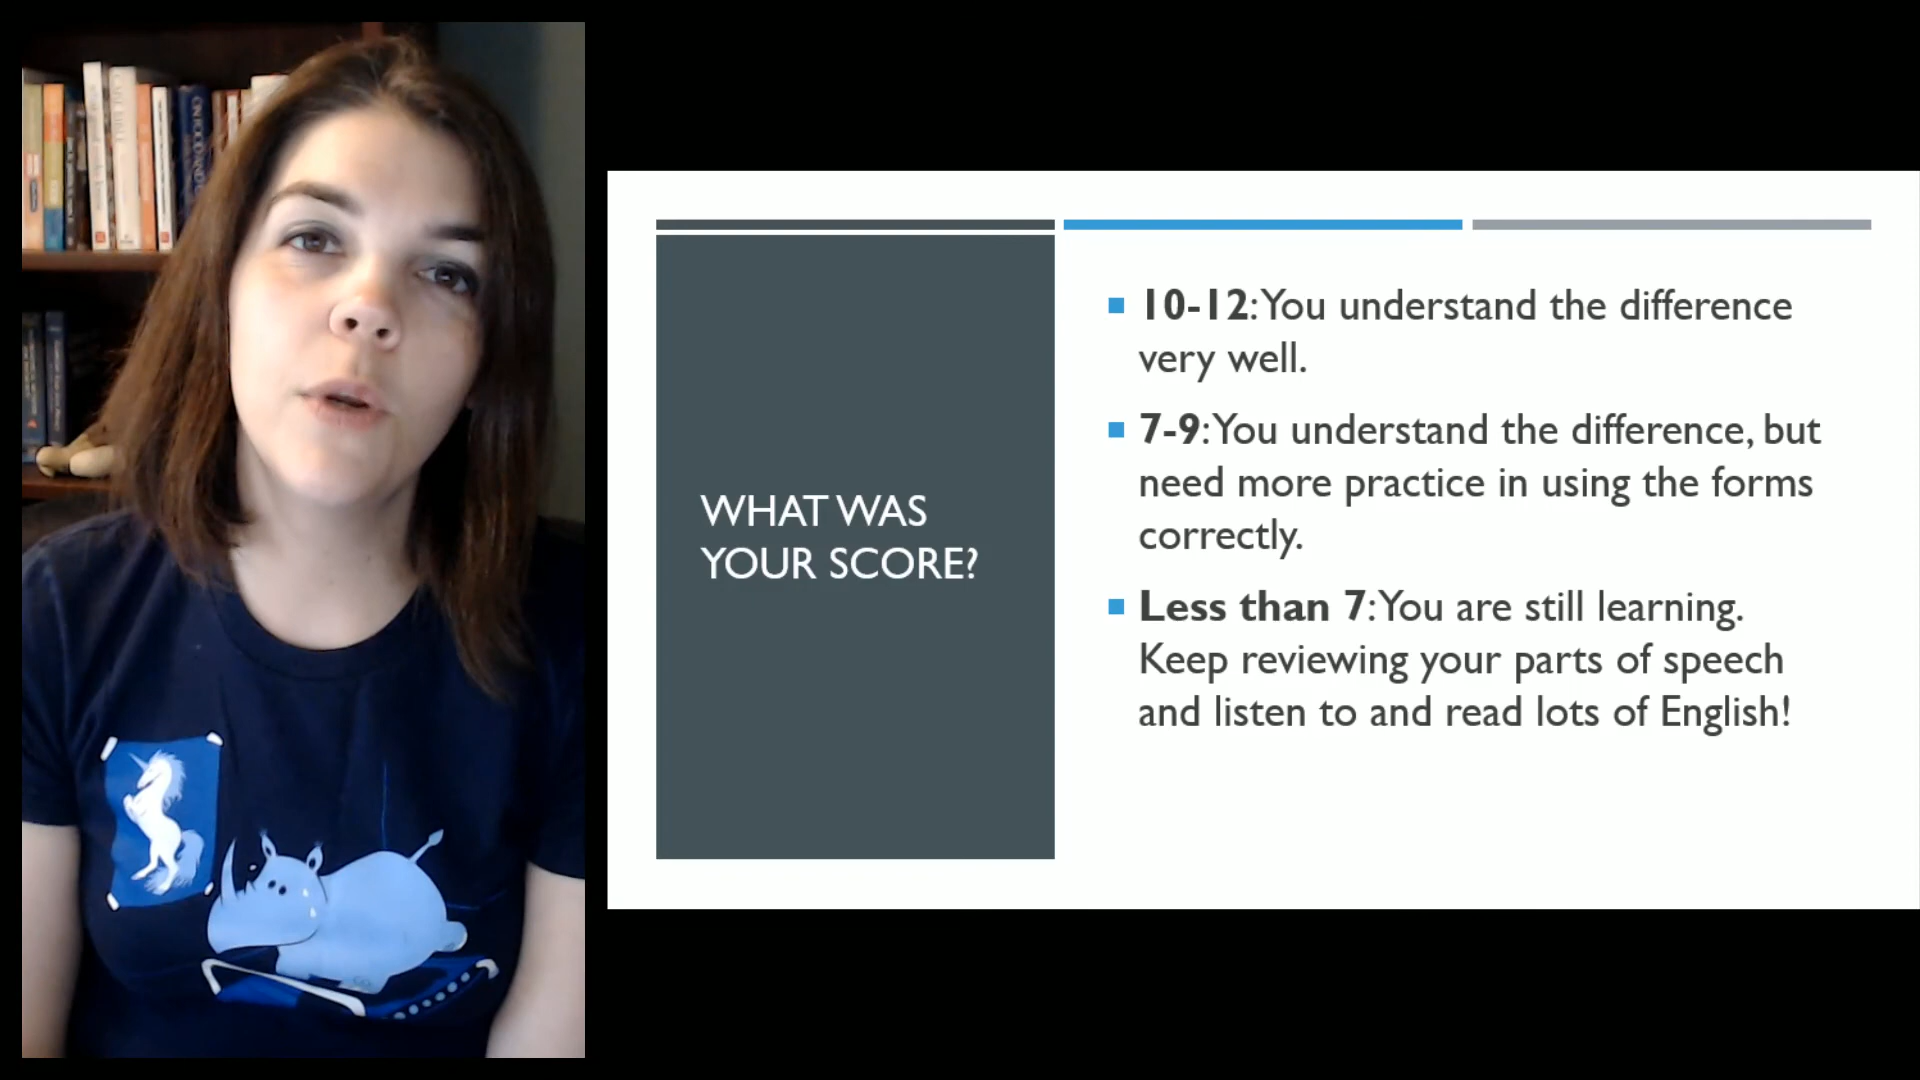 WHAT WAS
YOUR SCORE?
10-12: You understand the difference
very well.
7-9: You understand the difference, but
need more practice in using the forms
correctly.
Less than 7: You are still learning.
Keep reviewing your parts of speech
and listen to and read lots of English!